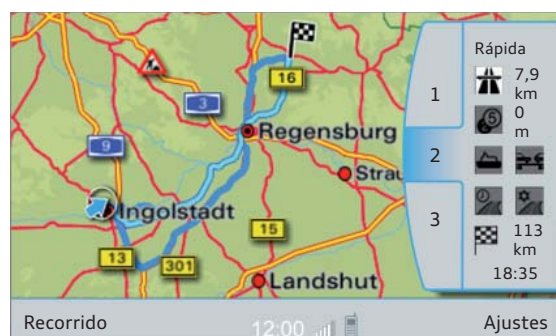 Rápida
7,9
km
0
m
113
km
18:35
1
2
3
16
3
Regensburg
9
Strau
Ingolstadt
15
13
301
Landshut
Recorrido
12:00
Ajustes